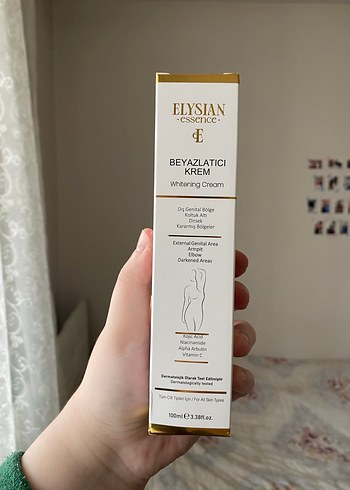 ELYSIAN
essence
E
BEYAZLATICI
KREM
Whitening Cream
Dış Genital Bölge
Koltuk Altı
Dirsek
Kararmış Bölgeler
External Genital Area
Armpit
Elbow
Darkened Areas
Kojic Acid
Niacinamide
Alpha Arbutin
Vitamin C
Dermatolojik Olarak Test Edilmiştir
Dermatologically tested
Tüm Cilt Tipleri İçin / For All Skin Types
100ml e 3.38fl.oz.